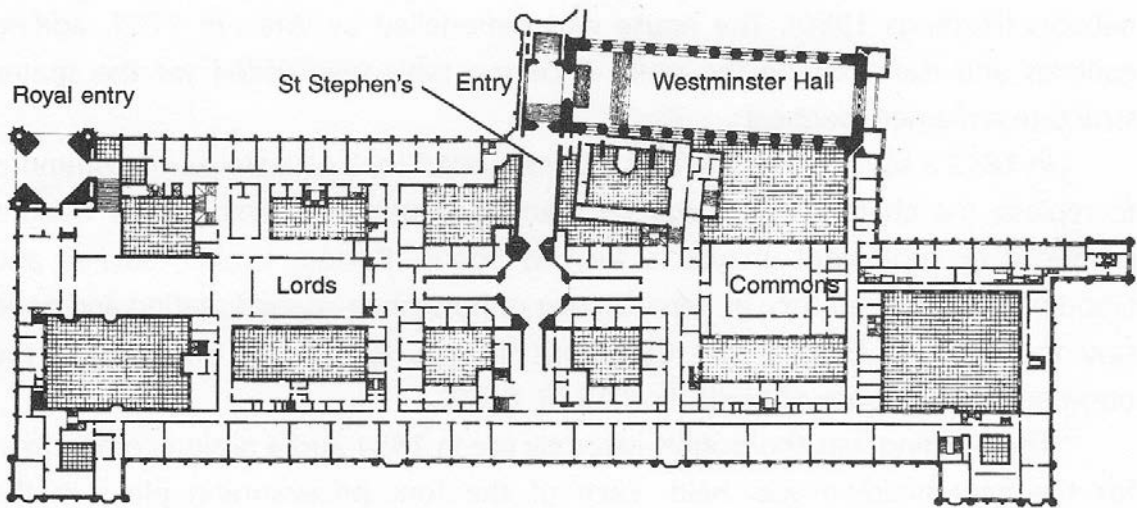 Royal entry
St Stephen's
Entry
Westminster Hall
Lords
Commons